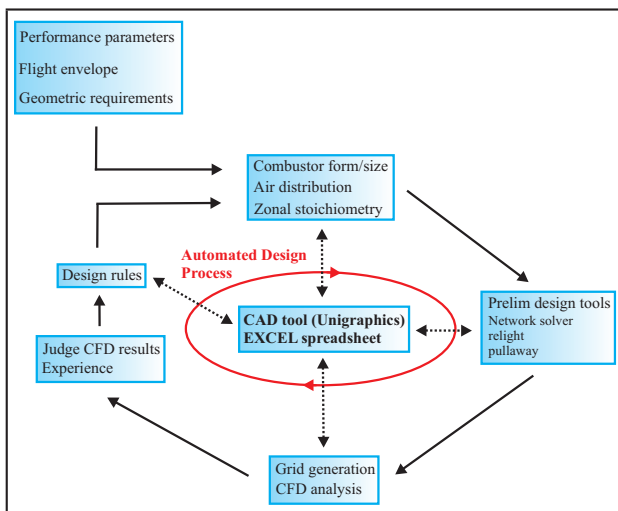 Performance parameters
Flight envelope
Geometric requirements
Combustor form/size
Air distribution
Zonal stoichiometry
Automated Design
Process
Design rules
CAD tool (Unigraphics)
EXCEL spreadsheet
Prelim design tools
Network solver
relight
pullaway
Judge CFD results
Experience
Grid generation
CFD analysis